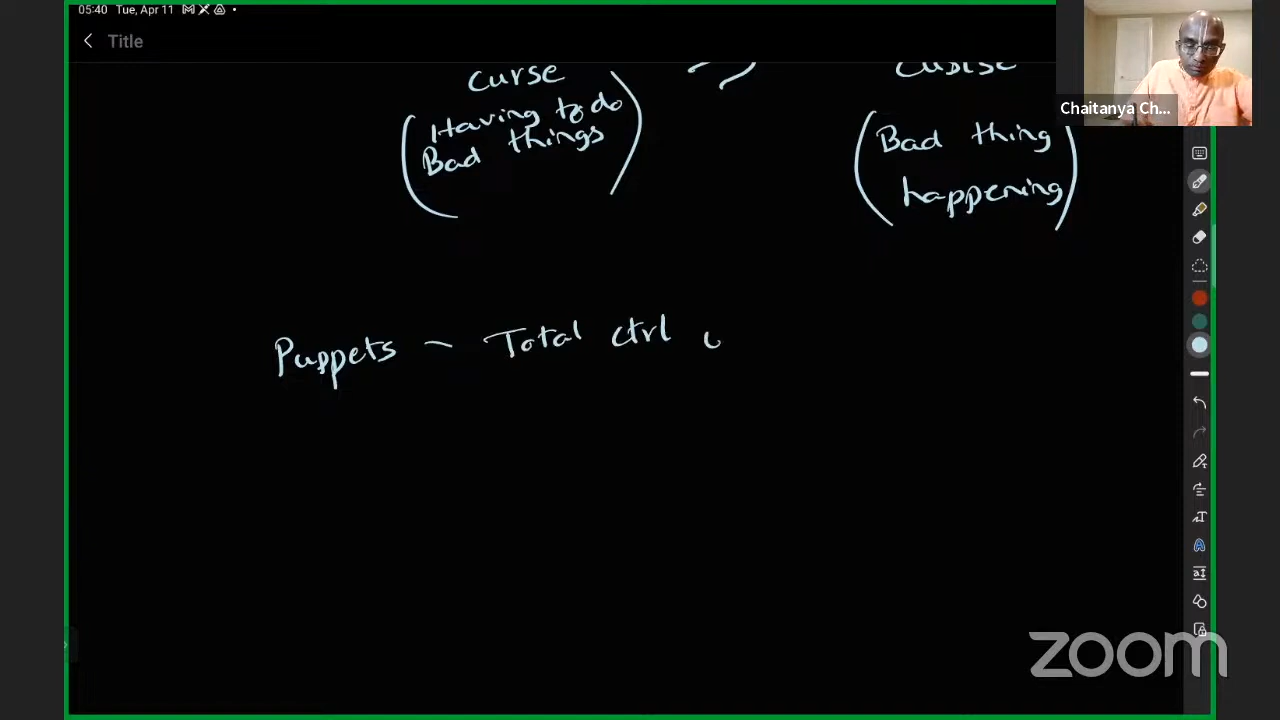 05:40 Tue, Apr 11
Title
Chaitanya Ch...
curse
(Having to do
Bad things)
(Bad thing
happening)
Puppets - Total ctrl
zoom